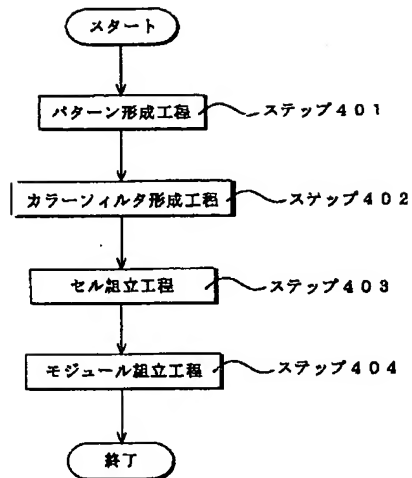 スタート
パターン形成工程 ステップ401
カラーフィルタ形成工程 ステップ402
セル組立工程 ステップ403
モジュール組立工程 ステップ404
終了